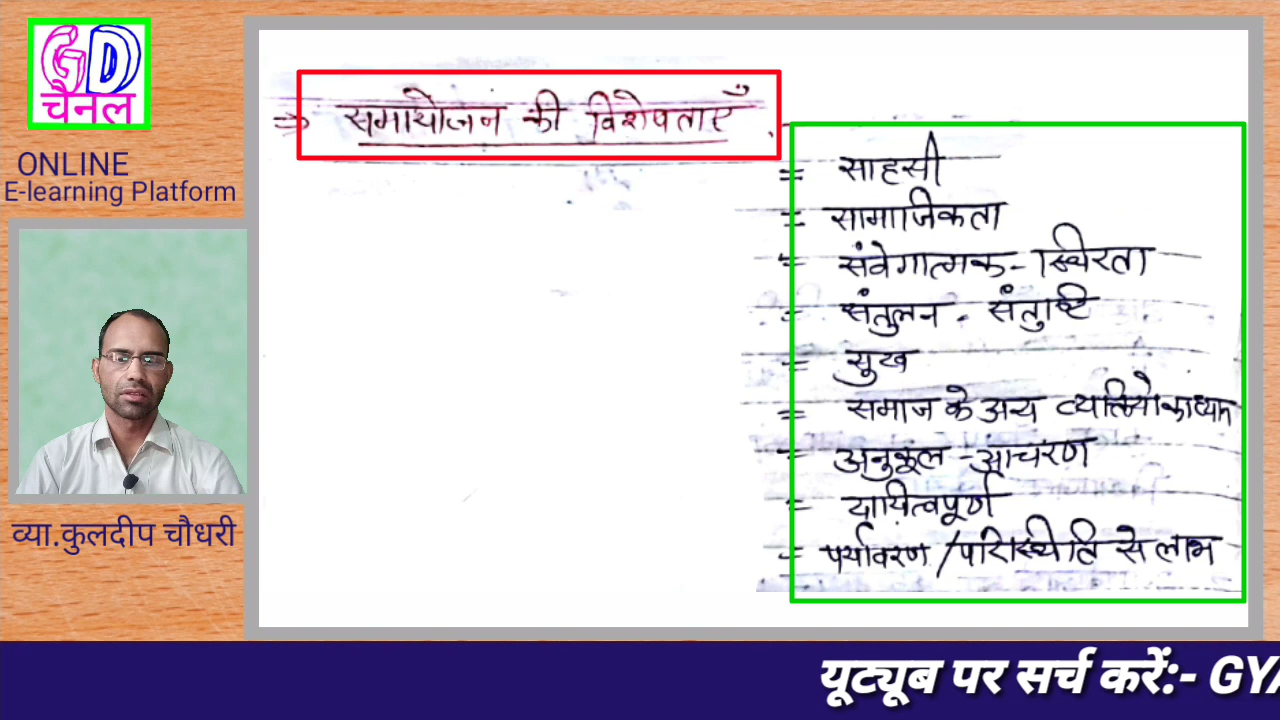 GD
चैनल
ONLINE
E-learning Platform
व्या.कुलदीप चौधरी
⇒ समायोजन की विशेषताएँ
= साहसी
= सामाजिकता
= संवेगात्मक - स्थिरता
= संतुलन - संतुष्टि
= सुख
= समाज के अन्य व्यक्तियो का ध्यान
= अनुकूल - आचरण
= दायित्वपूर्ण
= पर्यावरण / परिस्थिति से लाभ
यूट्यूब पर सर्च करें:- GYA